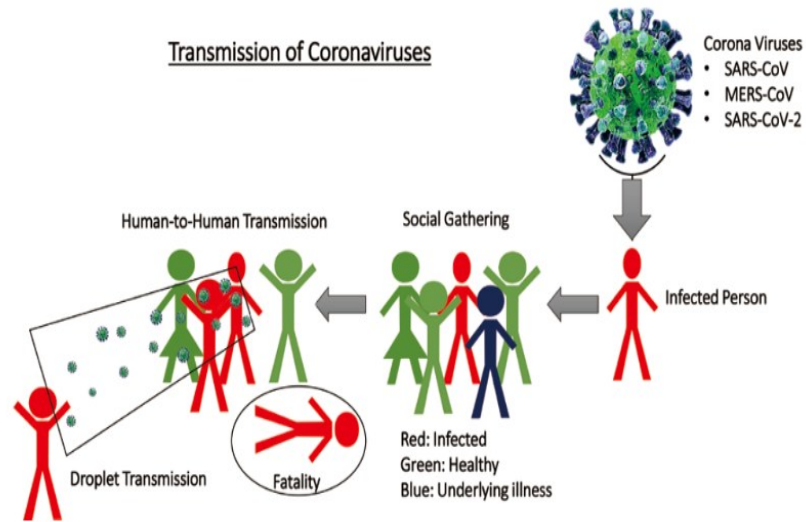 Transmission of Coronaviruses
Corona Viruses
• SARS-CoV
• MERS-CoV
• SARS-CoV-2
Human-to-Human Transmission
Social Gathering
Infected Person
Droplet Transmission
Fatality
Red: Infected
Green: Healthy
Blue: Underlying illness